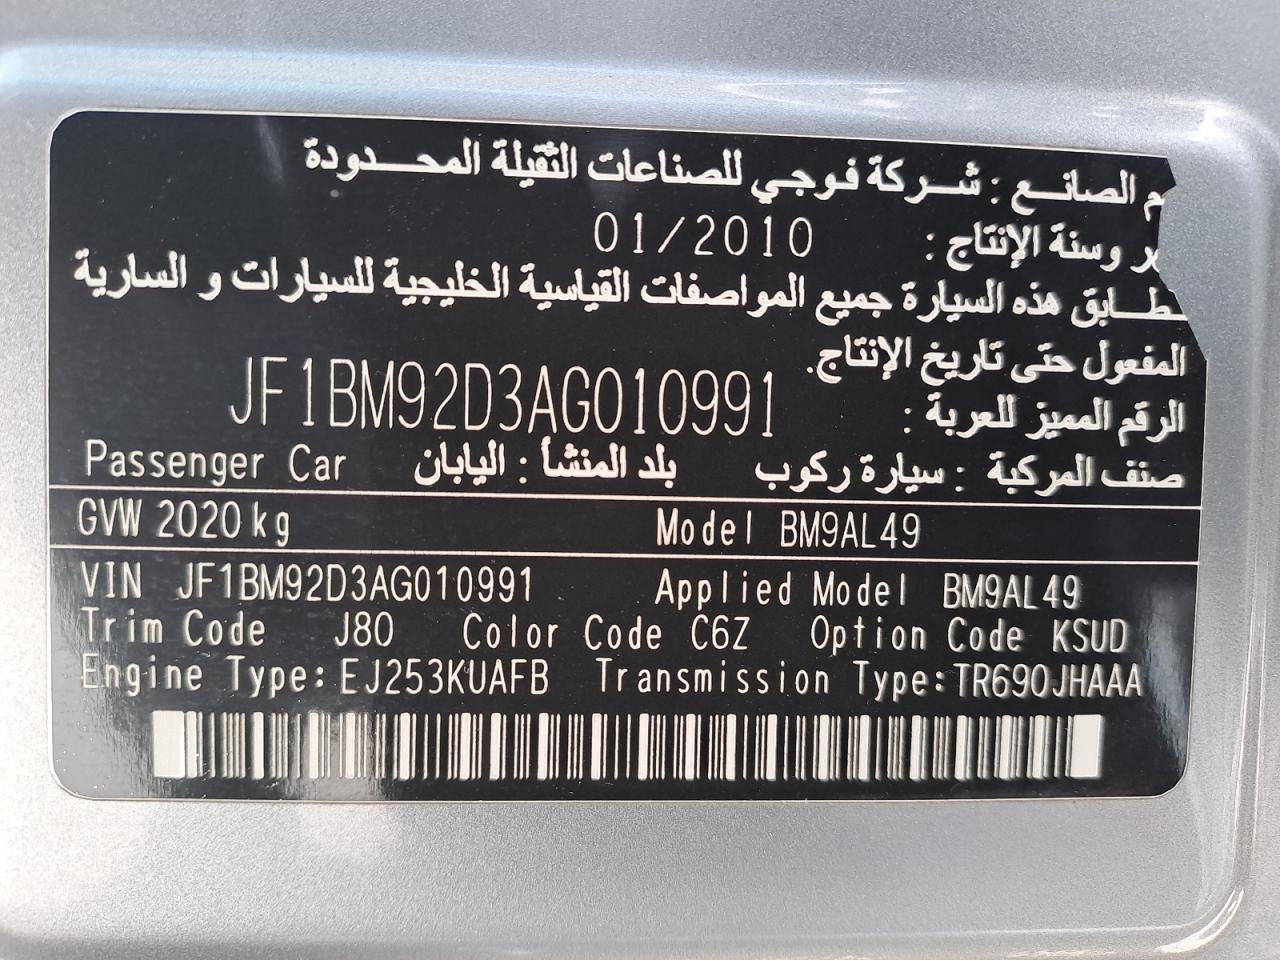 الصانع : شركة فوجي للصناعات الثقيلة المحدودة
وسنة الإنتاج : 01/2010
هذه السيارة جميع المواصفات القياسية الخليجية للسيارات و السارية
المفعول حتى تاريخ الإنتاج.
الرقم المميز للعربة : JF1BM92D3AG010991
صنف المركبة : سيارة ركوب بلد المنشأ : اليابان Passenger Car
GVW 2020kg Model BM9AL49
VIN JF1BM92D3AG010991 Applied Model BM9AL49
Trim Code J80 Color Code C6Z Option Code KSUD
Engine Type: EJ253KUAFB Transmission Type: TR690JHAAA